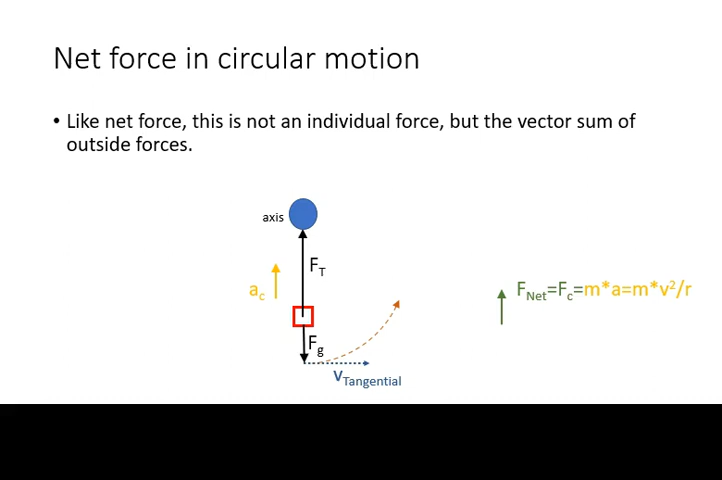 Net force in circular motion
• Like net force, this is not an individual force, but the vector sum of
outside forces.
axis
F_T
a_c
F_Net=F_c=m*a=m*v²/r
F_g
v_Tangential